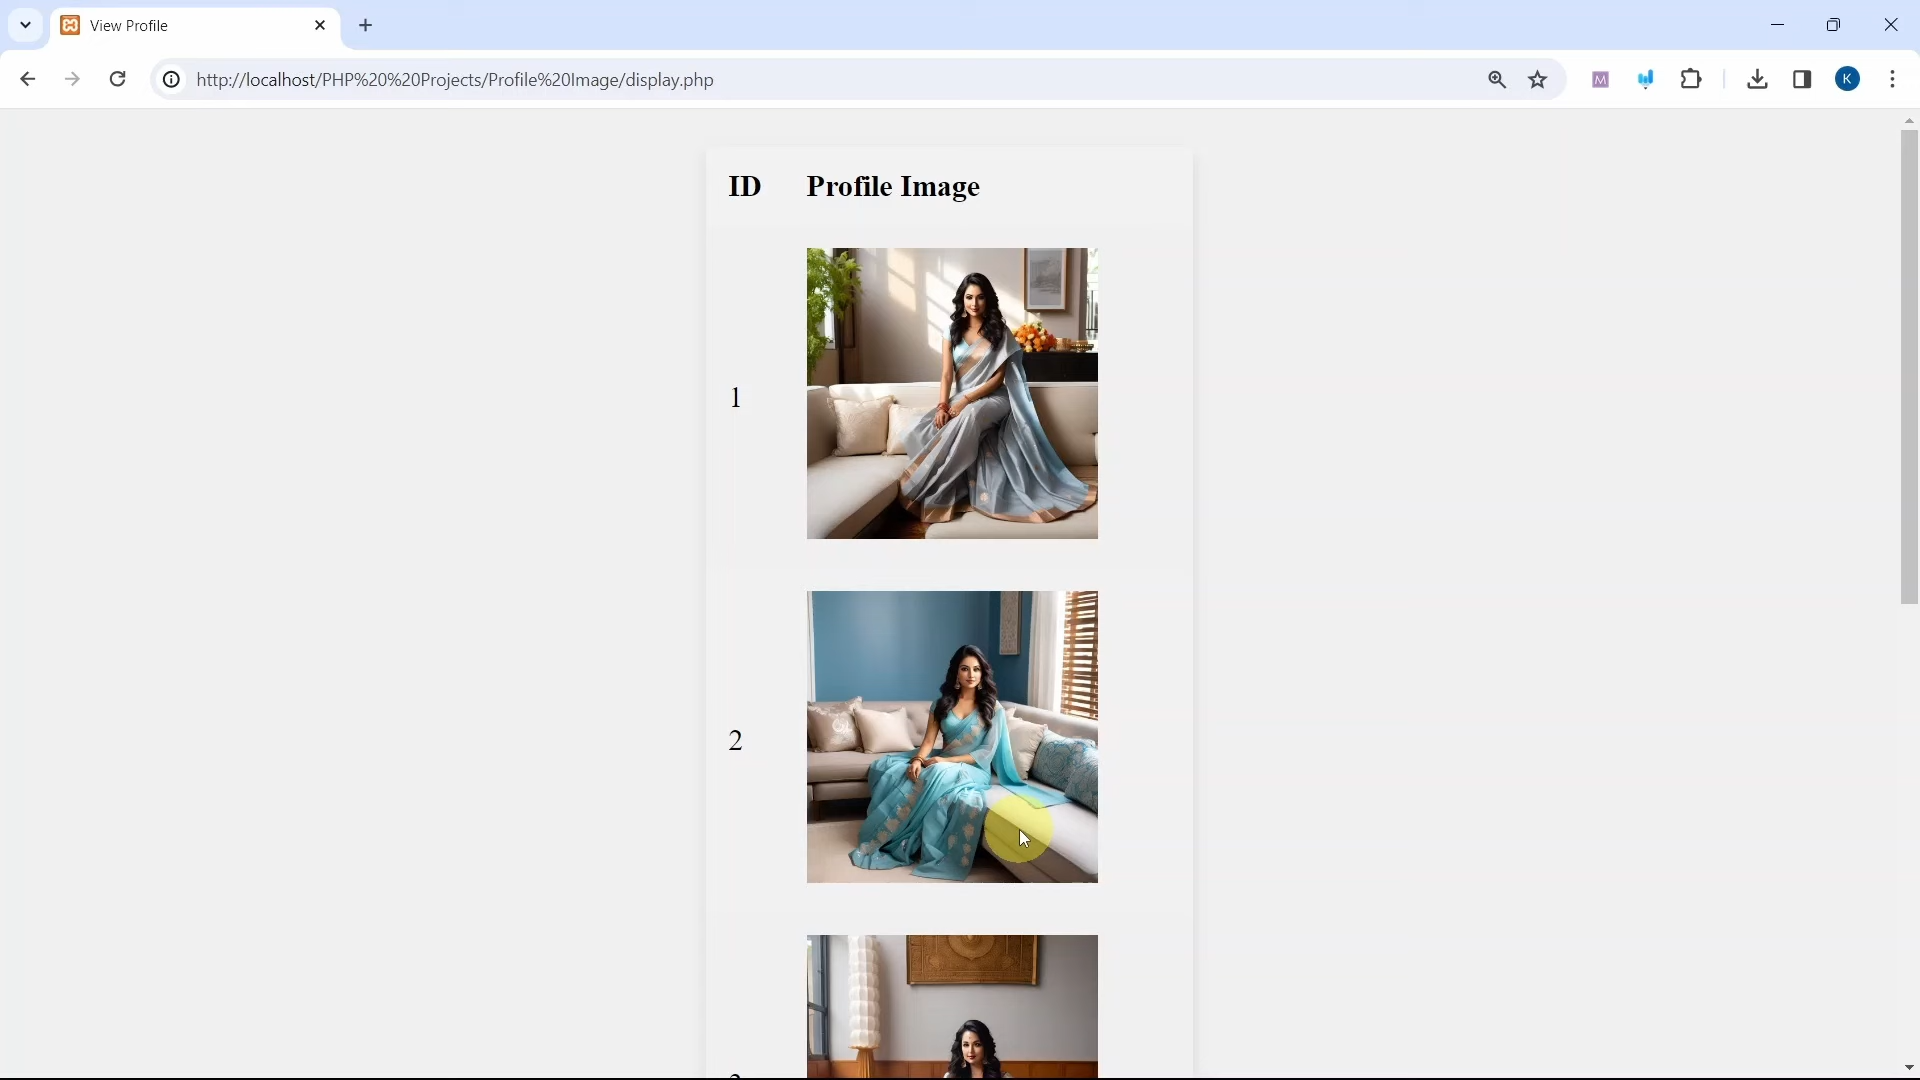 View Profile
http://localhost/PHP%20%20Projects/Profile%20Image/display.php
M
K
ID Profile Image
1
2